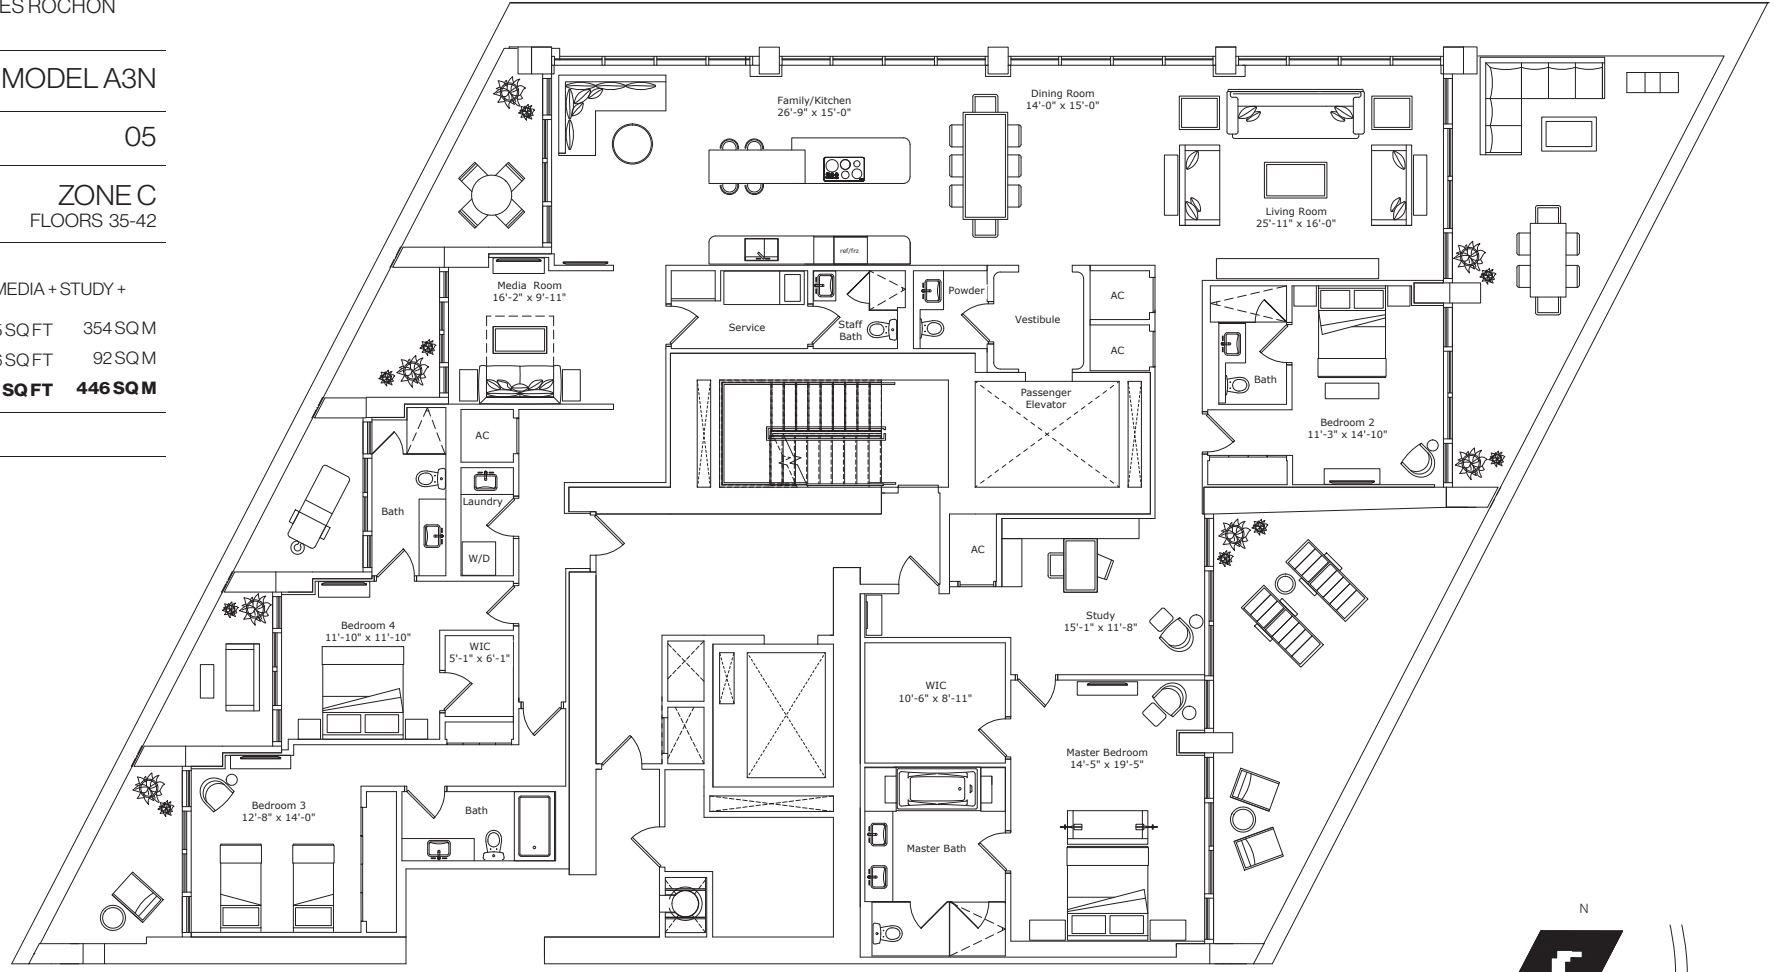 ES ROCHON
MODEL A3N
05
ZONE C
FLOORS 35-42
MEDIA + STUDY +
SQ FT 354 SQ M
SQ FT 92 SQ M
SQ FT 446 SQ M
Family/Kitchen
26'-9" x 15'-0"
Dining Room
14'-0" x 15'-0"
Living Room
25'-11" x 16'-0"
ref/frz
Media Room
16'-2" x 9'-11"
Service
Staff
Bath
Powder
Vestibule
AC
AC
Passenger
Elevator
Bath
Bedroom 2
11'-3" x 14'-10"
AC
Laundry
Bath
W/D
AC
Study
15'-1" x 11'-8"
Bedroom 4
11'-10" x 11'-10"
WIC
5'-1" x 6'-1"
WIC
10'-6" x 8'-11"
Master Bedroom
14'-5" x 19'-5"
Bedroom 3
12'-8" x 14'-0"
Bath
Master Bath
N